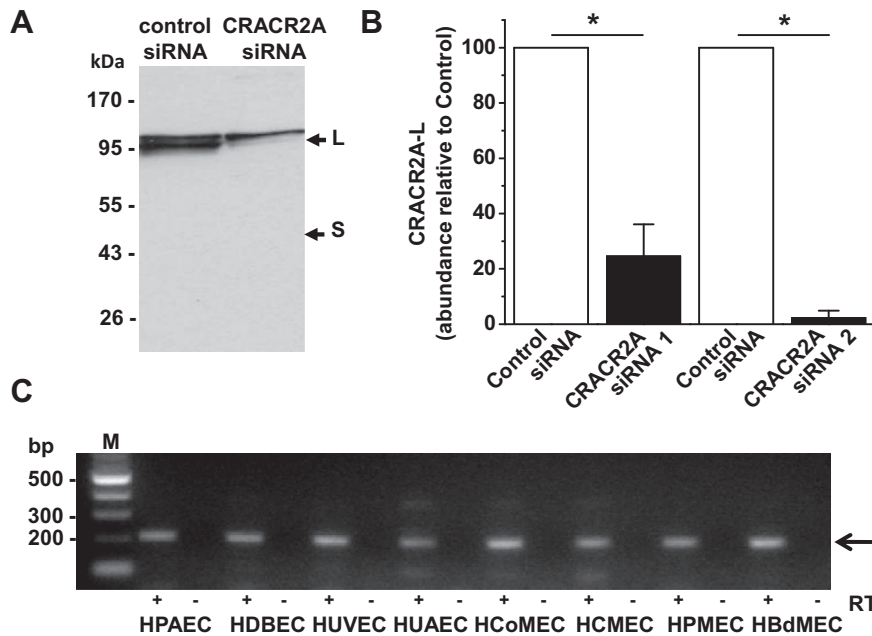 A
control
siRNA
CRACR2A
siRNA
kDa
170 -
95 -
55 -
43 -
26 -
L
S
B
CRACR2A-L
(abundance relative to Control)
100
80
60
40
20
0
*
*
Control
siRNA
CRACR2A
siRNA 1
Control
siRNA
CRACR2A
siRNA 2
C
bp
M
500 -
300 -
200 -
+ - + - + - + - + - + - + - + - RT
HPAEC HDBEC HUVEC HUAEC HCoMEC HCMEC HPMEC HBdMEC